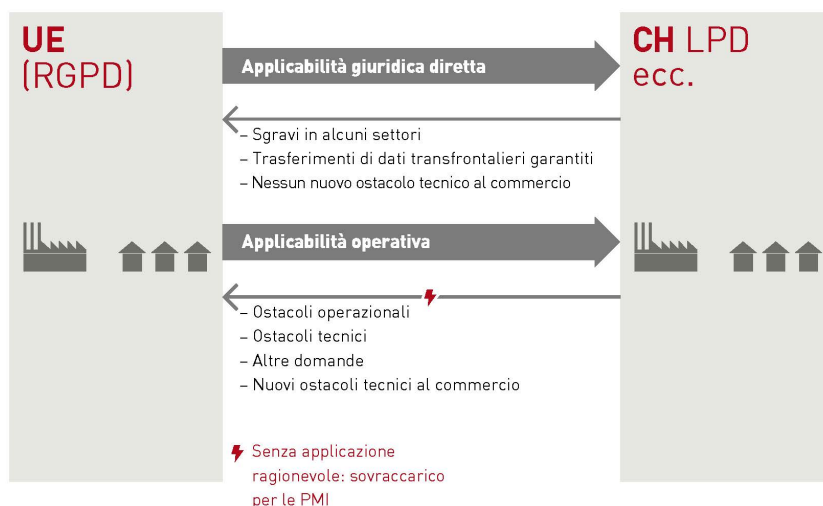 UE
(RGPD)
CH LPD
ecc.
Applicabilità giuridica diretta
– Sgravi in alcuni settori
– Trasferimenti di dati transfrontalieri garantiti
– Nessun nuovo ostacolo tecnico al commercio
Applicabilità operativa
– Ostacoli operazionali
– Ostacoli tecnici
– Altre domande
– Nuovi ostacoli tecnici al commercio
Senza applicazione
ragionevole: sovraccarico
per le PMI